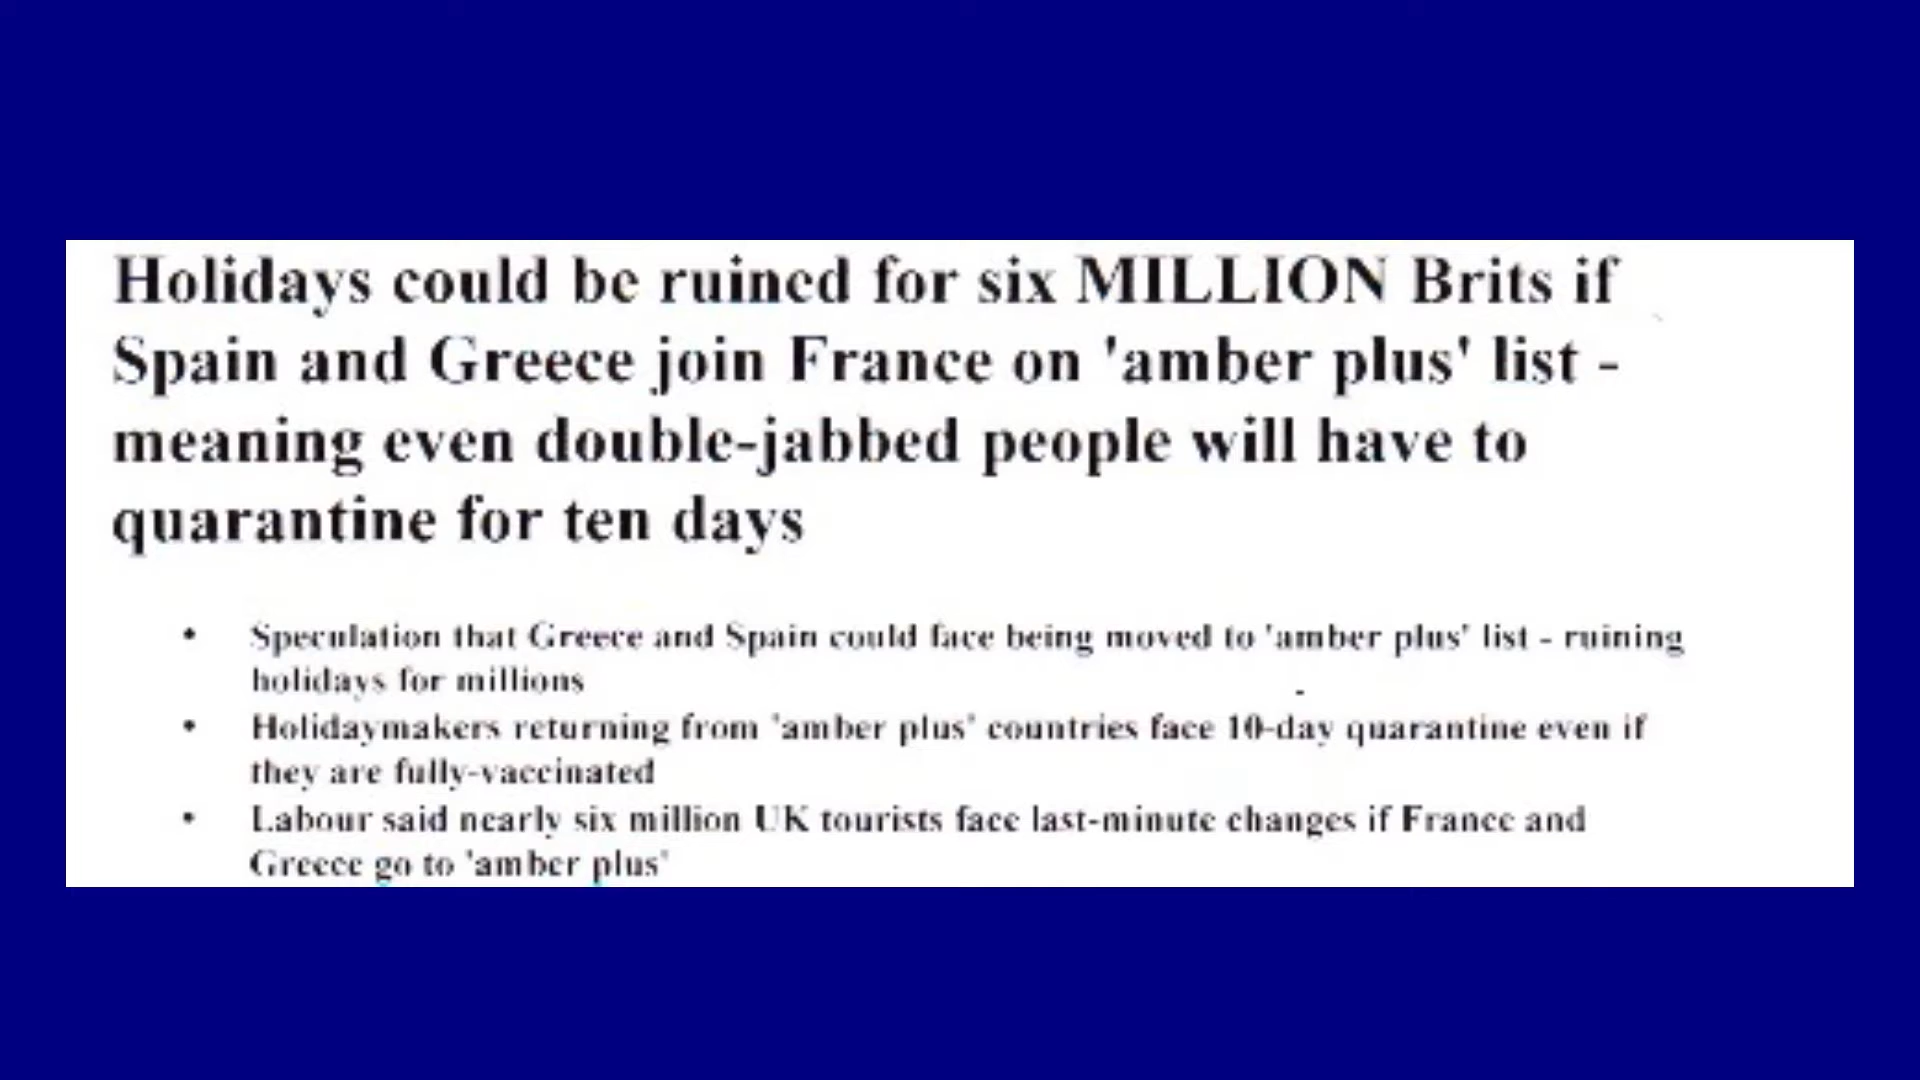 Holidays could be ruined for six MILLION Brits if
Spain and Greece join France on 'amber plus' list -
meaning even double-jabbed people will have to
quarantine for ten days
• Speculation that Greece and Spain could face being moved to 'amber plus' list - ruining
holidays for millions
• Holidaymakers returning from 'amber plus' countries face 10-day quarantine even if
they are fully-vaccinated
• Labour said nearly six million UK tourists face last-minute changes if France and
Greece go to 'amber plus'